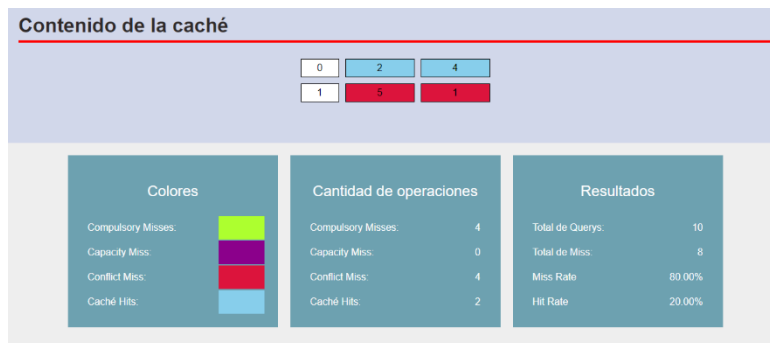 Contenido de la caché
0 2 4
1 5 1
Colores
Compulsory Misses:
Capacity Miss:
Conflict Miss:
Caché Hits:
Cantidad de operaciones
Compulsory Misses: 4
Capacity Miss: 0
Conflict Miss: 4
Caché Hits: 2
Resultados
Total de Querys: 10
Total de Miss: 8
Miss Rate 80.00%
Hit Rate 20.00%